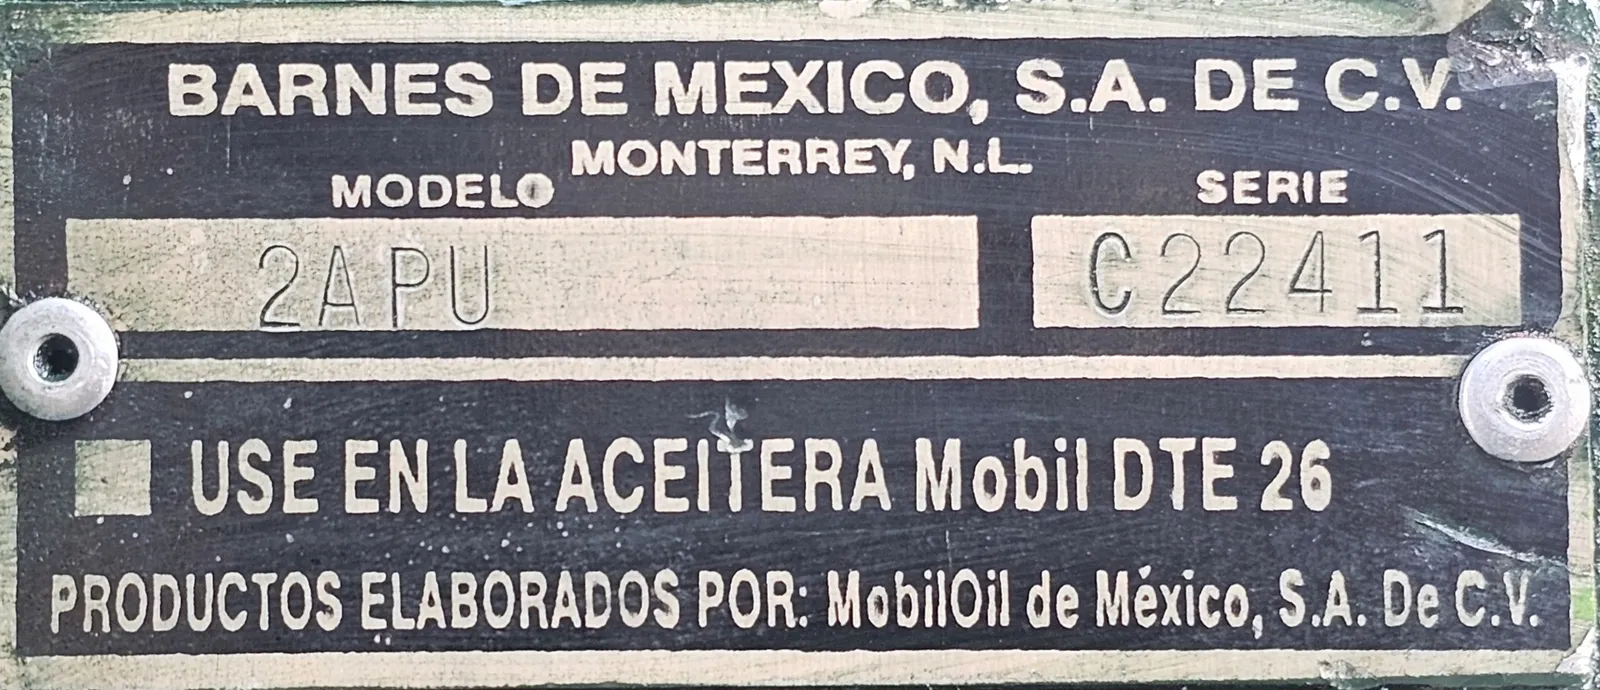 BARNES DE MEXICO, S.A. DE C.V.
MONTERREY, N.L.
MODELO SERIE
2APU C22411
USE EN LA ACEITERA Mobil DTE 26
PRODUCTOS ELABORADOS POR: MobilOil de México, S.A. De C.V.